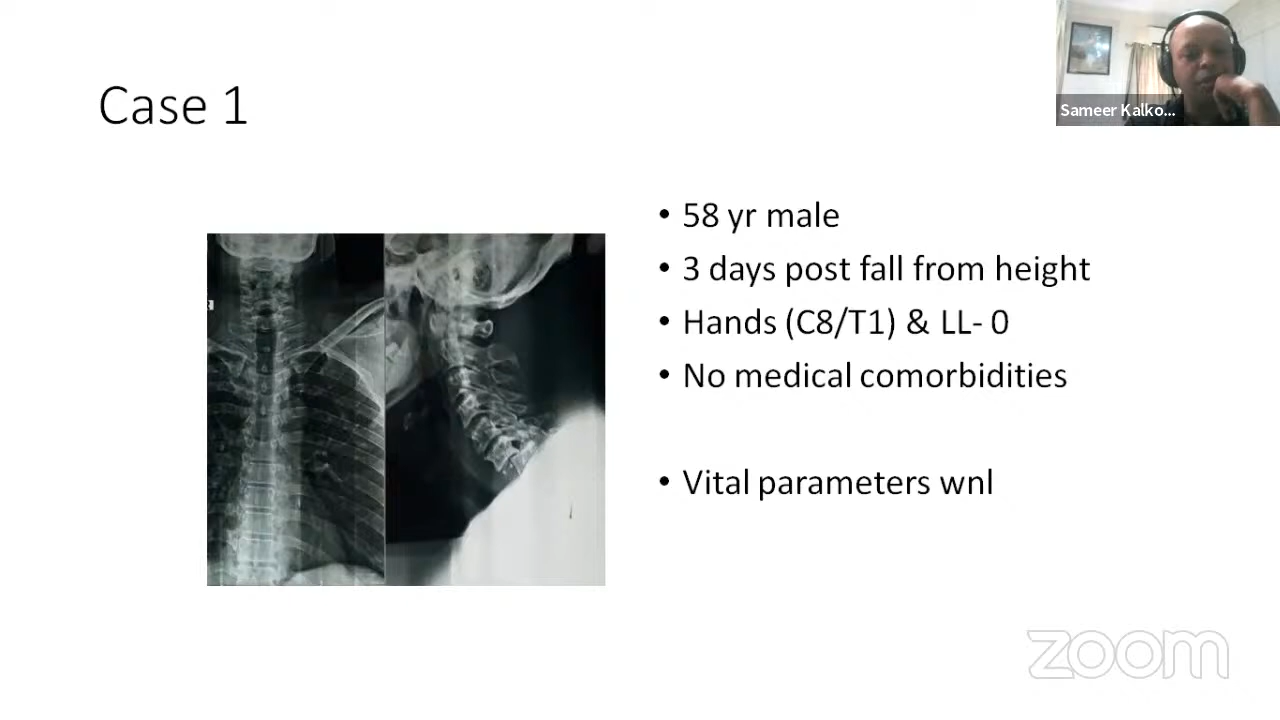 Case 1
Sameer Kalko...
• 58 yr male
• 3 days post fall from height
• Hands (C8/T1) & LL- 0
• No medical comorbidities
• Vital parameters wnl
zoom